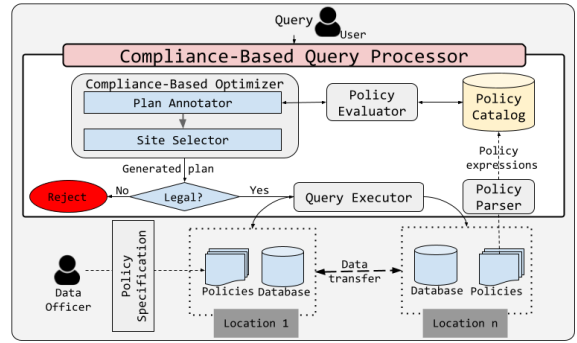 Query
User
Compliance-Based Query Processor
Compliance-Based Optimizer
Plan Annotator
Policy
Evaluator
Policy
Catalog
Site Selector
Generated plan
Policy
expressions
Reject
No
Legal?
Yes
Query Executor
Policy
Parser
Data
Officer
Policy
Specification
Policies
Database
Data
transfer
Database
Policies
Location 1
Location n